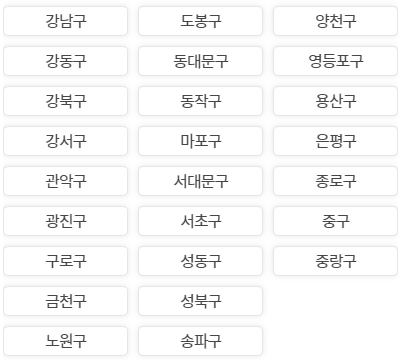 강남구
도봉구
양천구
강동구
동대문구
영등포구
강북구
동작구
용산구
강서구
마포구
은평구
관악구
서대문구
종로구
광진구
서초구
중구
구로구
성동구
중랑구
금천구
성북구
노원구
송파구